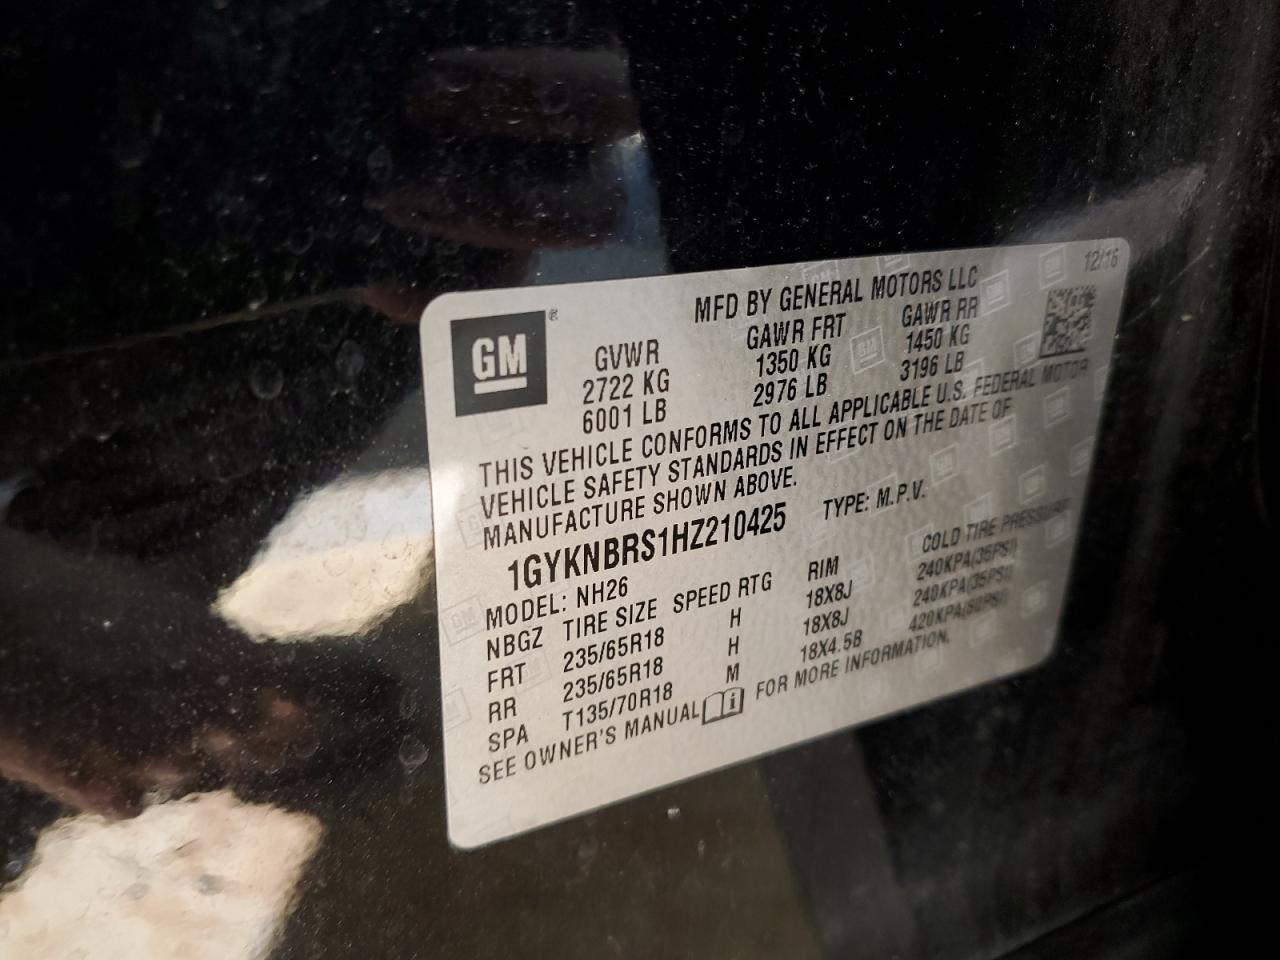 12/16
MFD BY GENERAL MOTORS LLC
GM®
GVWR GAWR FRT GAWR RR
2722 KG 1350 KG 1450 KG
6001 LB 2976 LB 3196 LB
THIS VEHICLE CONFORMS TO ALL APPLICABLE U.S. FEDERAL MOTOR
VEHICLE SAFETY STANDARDS IN EFFECT ON THE DATE OF
MANUFACTURE SHOWN ABOVE.
1GYKNBRS1HZ210425 TYPE: M.P.V.
MODEL: NH26
NBGZ TIRE SIZE SPEED RTG RIM COLD TIRE PRESSURE
FRT 235/65R18 H 18X8J 240KPA(35PSI)
RR 235/65R18 H 18X8J 240KPA(35PSI)
SPA T135/70R18 M 18X4.5B 420KPA(60PSI)
SEE OWNER'S MANUAL i FOR MORE INFORMATION.